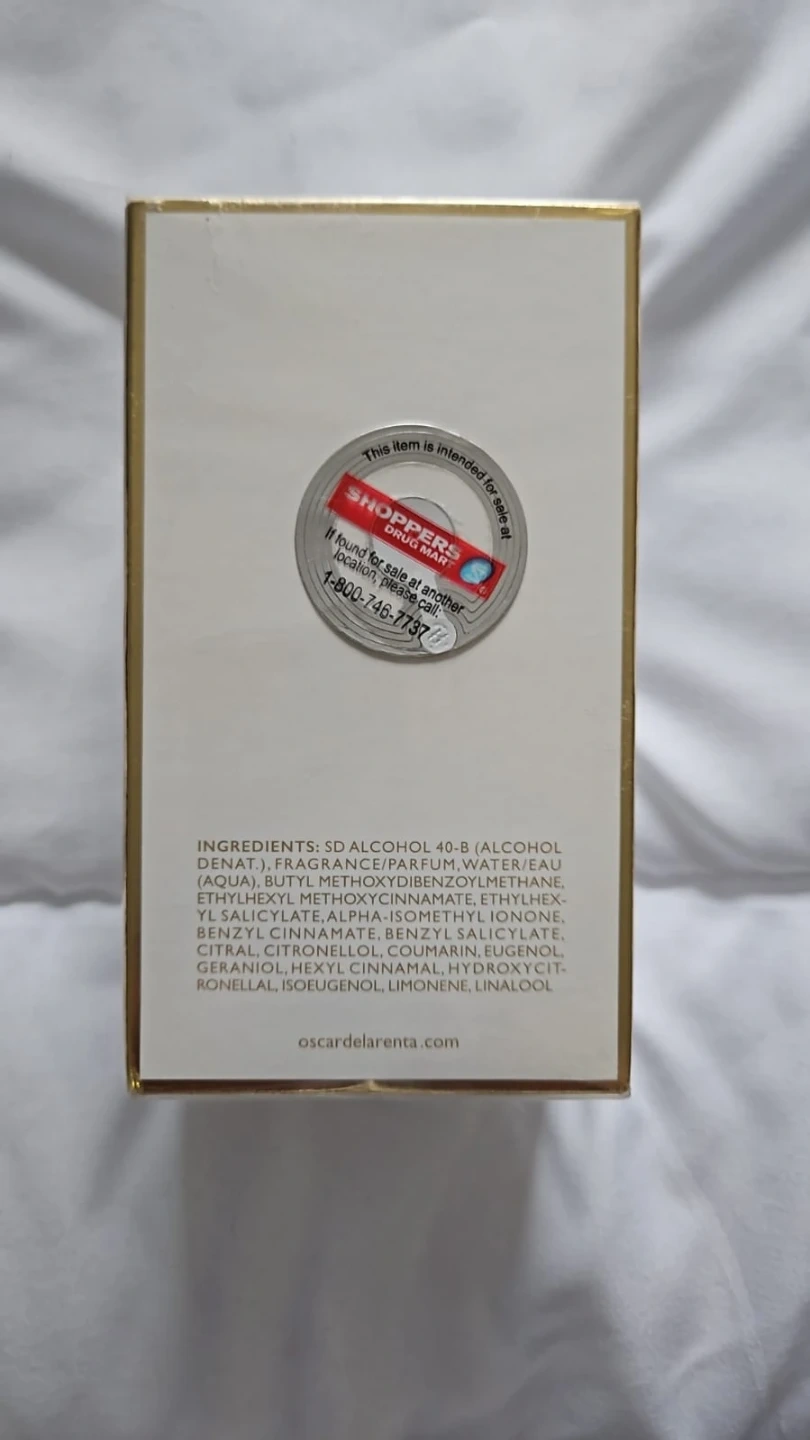 This item is intended for sale at
SHOPPERS
DRUG MART
If found for sale at another
location, please call:
1-800-746-7737
INGREDIENTS: SD ALCOHOL 40-B (ALCOHOL
DENAT.), FRAGRANCE/PARFUM, WATER/EAU
(AQUA), BUTYL METHOXYDIBENZOYLMETHANE,
ETHYLHEXYL METHOXYCINNAMATE, ETHYLHEX-
YL SALICYLATE, ALPHA-ISOMETHYL IONONE,
BENZYL CINNAMATE, BENZYL SALICYLATE,
CITRAL, CITRONELLOL, COUMARIN, EUGENOL,
GERANIOL, HEXYL CINNAMAL, HYDROXYCIT-
RONELLAL, ISOEUGENOL, LIMONENE, LINALOOL
oscardelarenta.com